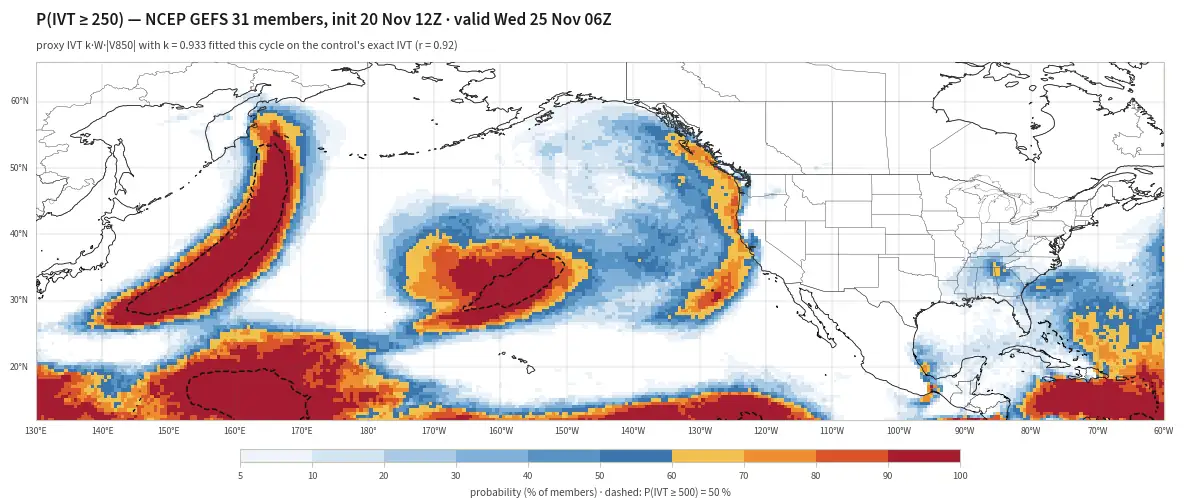 P(IVT ≥ 250) — NCEP GEFS 31 members, init 20 Nov 12Z · valid Wed 25 Nov 06Z
proxy IVT k·W·|V850| with k = 0.933 fitted this cycle on the control's exact IVT (r = 0.92)
60°N
50°N
40°N
30°N
20°N
130°E 140°E 150°E 160°E 170°E 180° 170°W 160°W 150°W 140°W 130°W 120°W 110°W 100°W 90°W 80°W 70°W 60°W
5 10 20 30 40 50 60 70 80 90 100
probability (% of members) · dashed: P(IVT ≥ 500) = 50 %